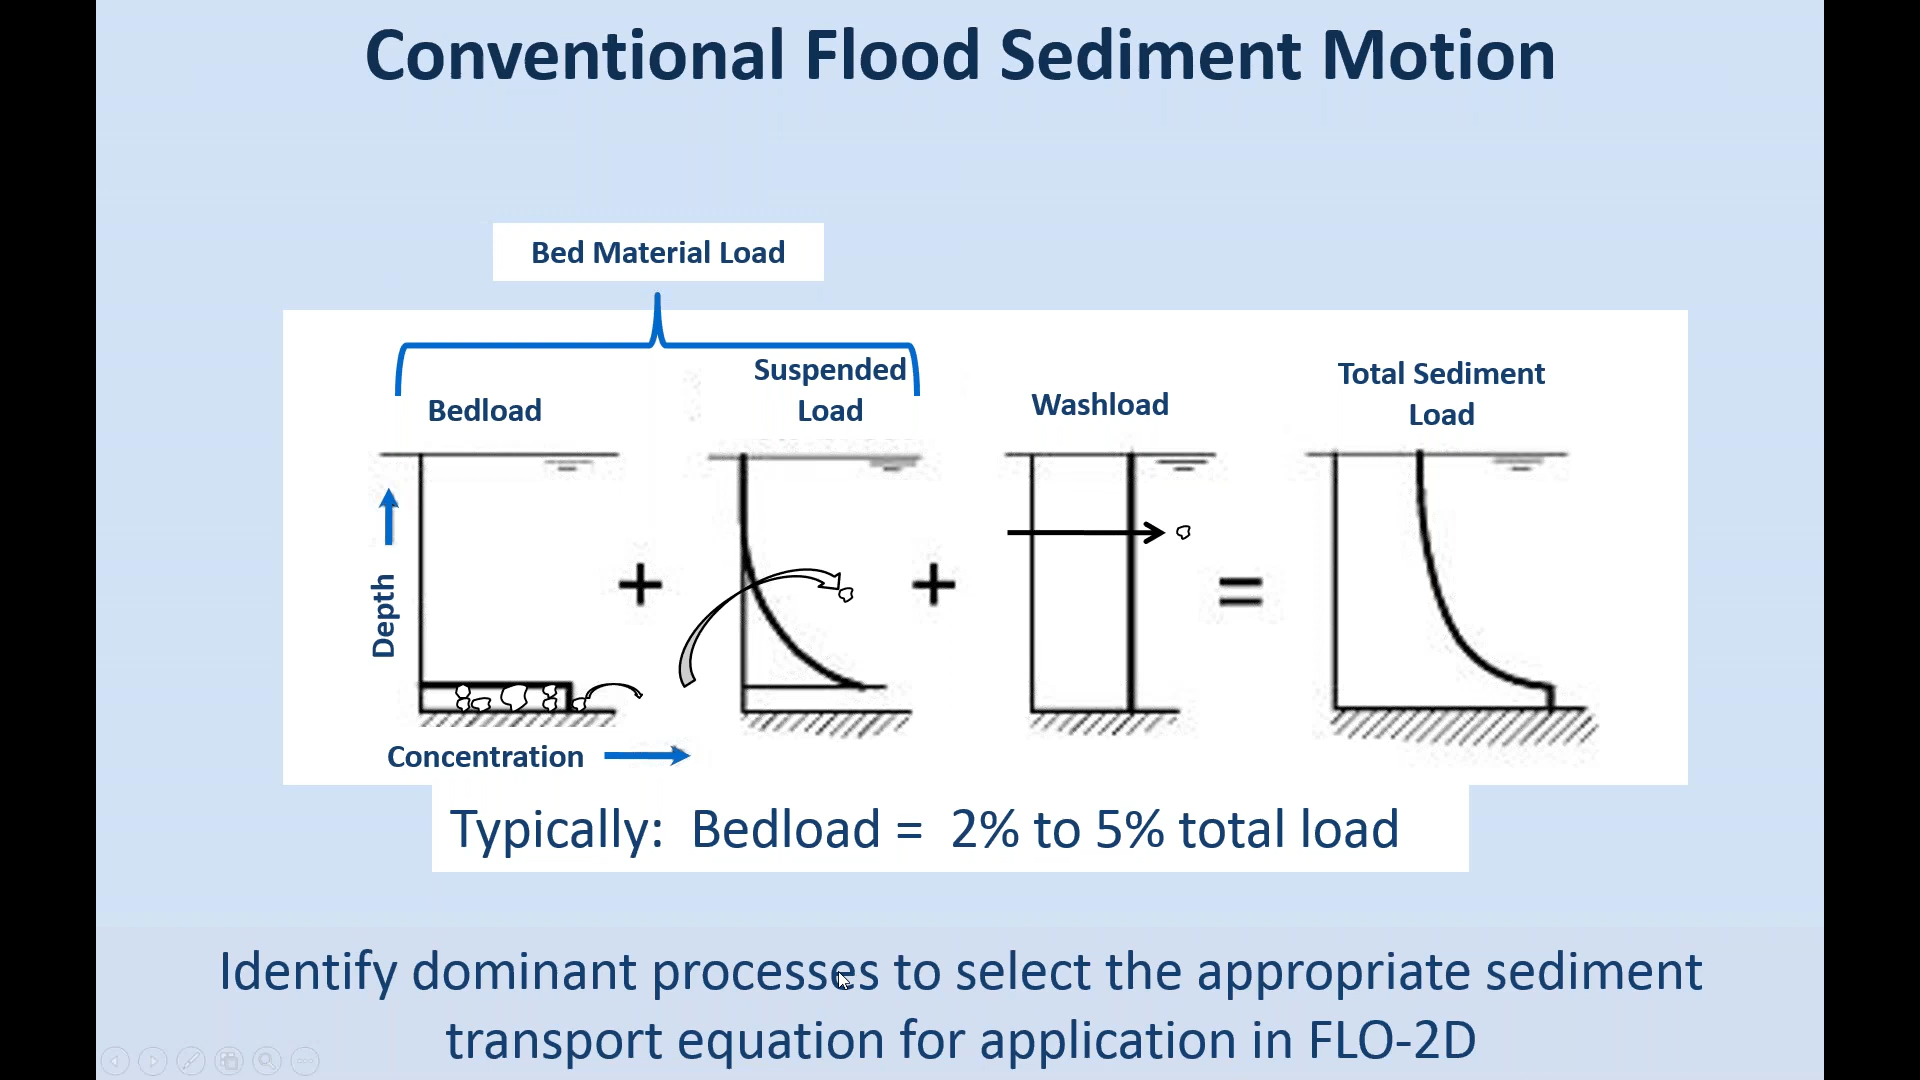 Conventional Flood Sediment Motion
Bed Material Load
Bedload
Suspended
Load
Washload
Total Sediment
Load
Depth
+
+
=
Concentration
Typically: Bedload = 2% to 5% total load
Identify dominant processes to select the appropriate sediment
transport equation for application in FLO-2D